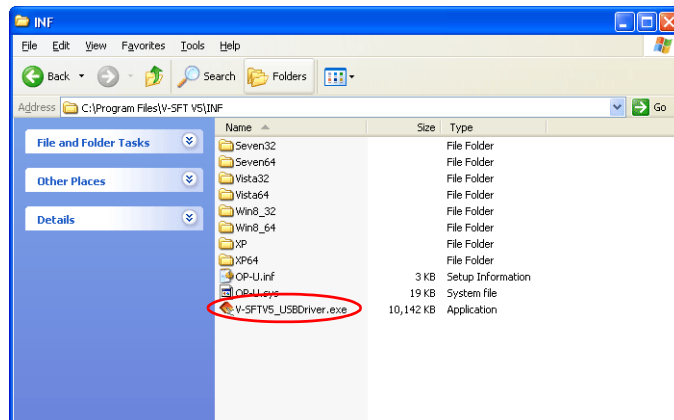 INF
File Edit View Favorites Tools Help
Back Search Folders
Address C:\Program Files\V-SFT V5\INF Go
Name Size Type
File and Folder Tasks
Other Places
Details
Seven32 File Folder
Seven64 File Folder
Vista32 File Folder
Vista64 File Folder
Win8_32 File Folder
Win8_64 File Folder
XP File Folder
XP64 File Folder
OP-U.inf 3 KB Setup Information
OP-U.sys 19 KB System file
V-SFTV5_USBDriver.exe 10,142 KB Application